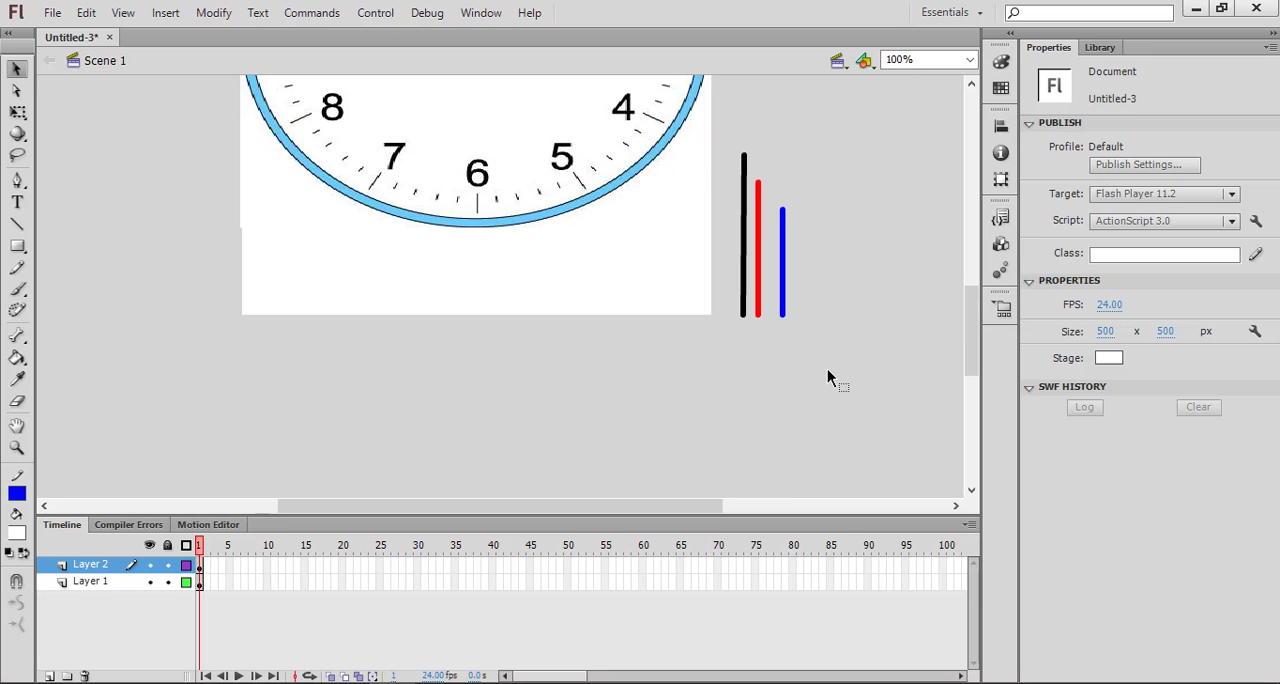 Fl File Edit View Insert Modify Text Commands Control Debug Window Help Essentials
Untitled-3* ×
Scene 1 100%
8 4
7 6 5
Properties Library
Fl Document
Untitled-3
PUBLISH
Profile: Default
Publish Settings...
Target: Flash Player 11.2
Script: ActionScript 3.0
Class:
PROPERTIES
FPS: 24.00
Size: 500 x 500 px
Stage:
SWF HISTORY
Log Clear
T
Timeline Compiler Errors Motion Editor
1 5 10 15 20 25 30 35 40 45 50 55 60 65 70 75 80 85 90 95 100
Layer 2
Layer 1
1 24.00 fps 0.0 s